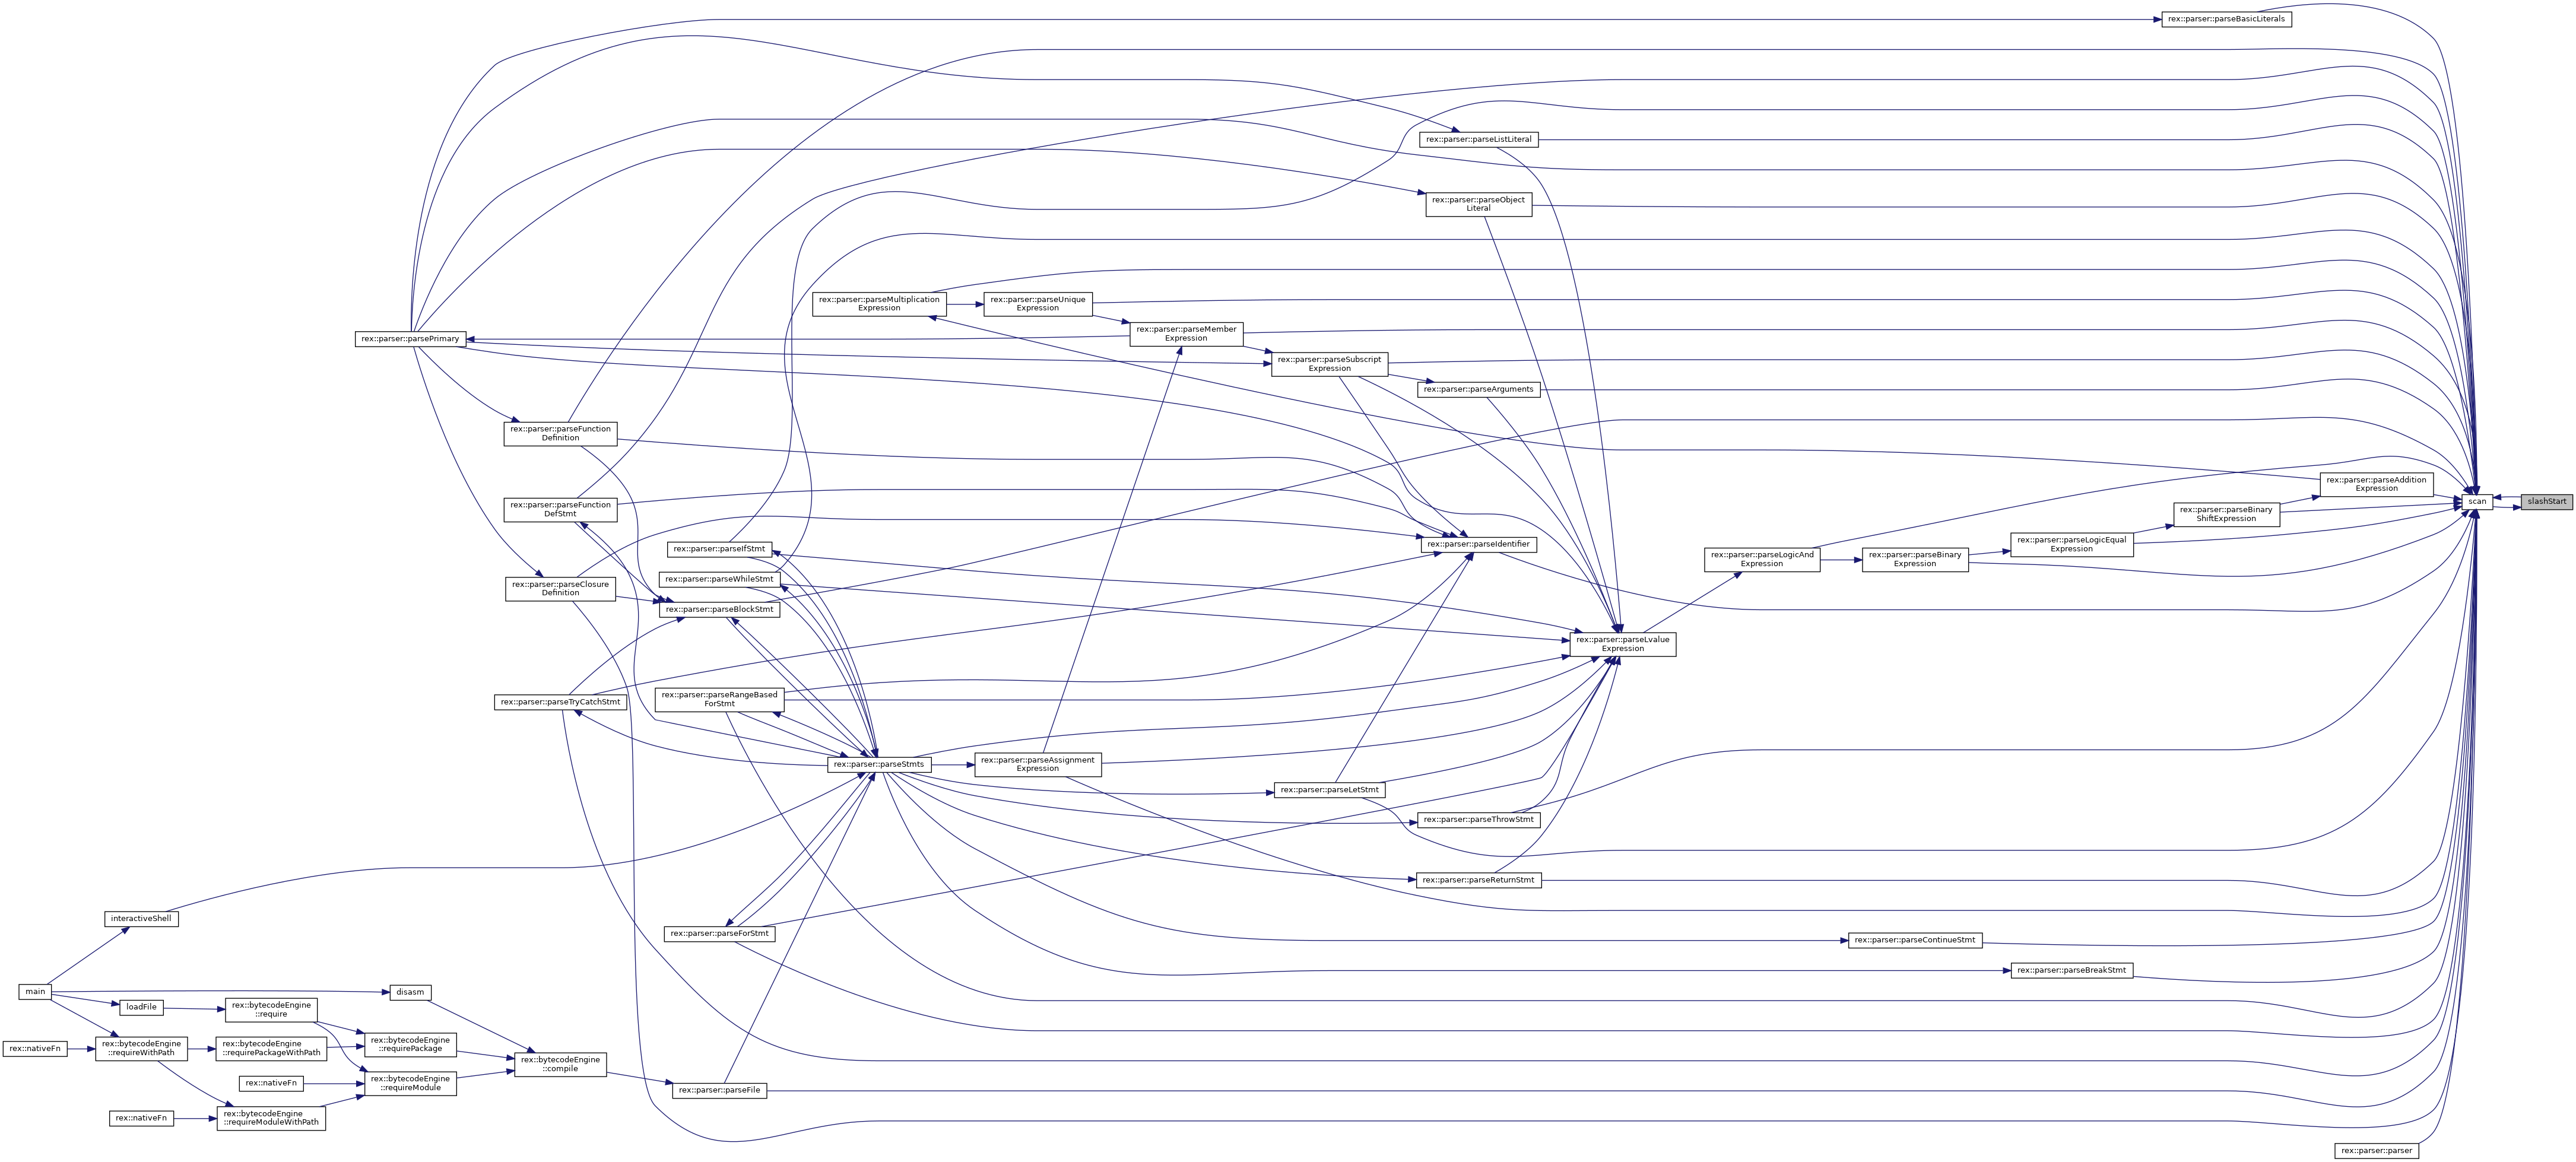 rex::parser::parseBasicLiterals
rex::parser::parseListLiteral
rex::parser::parseObject
Literal
rex::parser::parseMultiplication
Expression
rex::parser::parseUnique
Expression
rex::parser::parseMember
Expression
rex::parser::parsePrimary
rex::parser::parseSubscript
Expression
rex::parser::parseArguments
rex::parser::parseFunction
Definition
rex::parser::parseAddition
Expression
scan
slashStart
rex::parser::parseFunction
DefStmt
rex::parser::parseBinary
ShiftExpression
rex::parser::parseIdentifier
rex::parser::parseLogicEqual
Expression
rex::parser::parseIfStmt
rex::parser::parseLogicAnd
Expression
rex::parser::parseBinary
Expression
rex::parser::parseWhileStmt
rex::parser::parseClosure
Definition
rex::parser::parseBlockStmt
rex::parser::parseLvalue
Expression
rex::parser::parseTryCatchStmt
rex::parser::parseRangeBased
ForStmt
rex::parser::parseStmts
rex::parser::parseAssignment
Expression
rex::parser::parseLetStmt
rex::parser::parseThrowStmt
rex::parser::parseReturnStmt
interactiveShell
rex::parser::parseForStmt
rex::parser::parseContinueStmt
rex::parser::parseBreakStmt
main
disasm
loadFile
rex::bytecodeEngine
::require
rex::nativeFn
rex::bytecodeEngine
::requireWithPath
rex::bytecodeEngine
::requirePackageWithPath
rex::bytecodeEngine
::requirePackage
rex::bytecodeEngine
::compile
rex::nativeFn
rex::bytecodeEngine
::requireModule
rex::parser::parseFile
rex::nativeFn
rex::bytecodeEngine
::requireModuleWithPath
rex::parser::parser